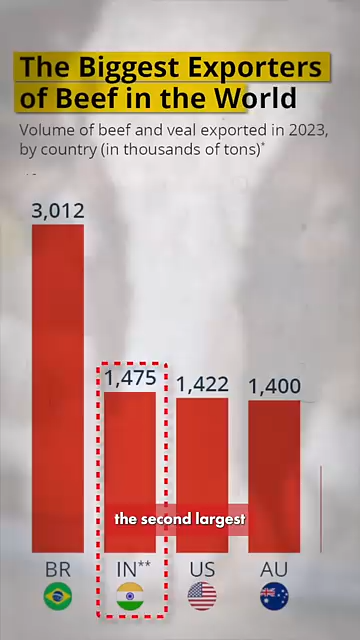 The Biggest Exporters
of Beef in the World
Volume of beef and veal exported in 2023,
by country (in thousands of tons)*
3,012
1,475
1,422
1,400
the second largest
BR
IN**
US
AU